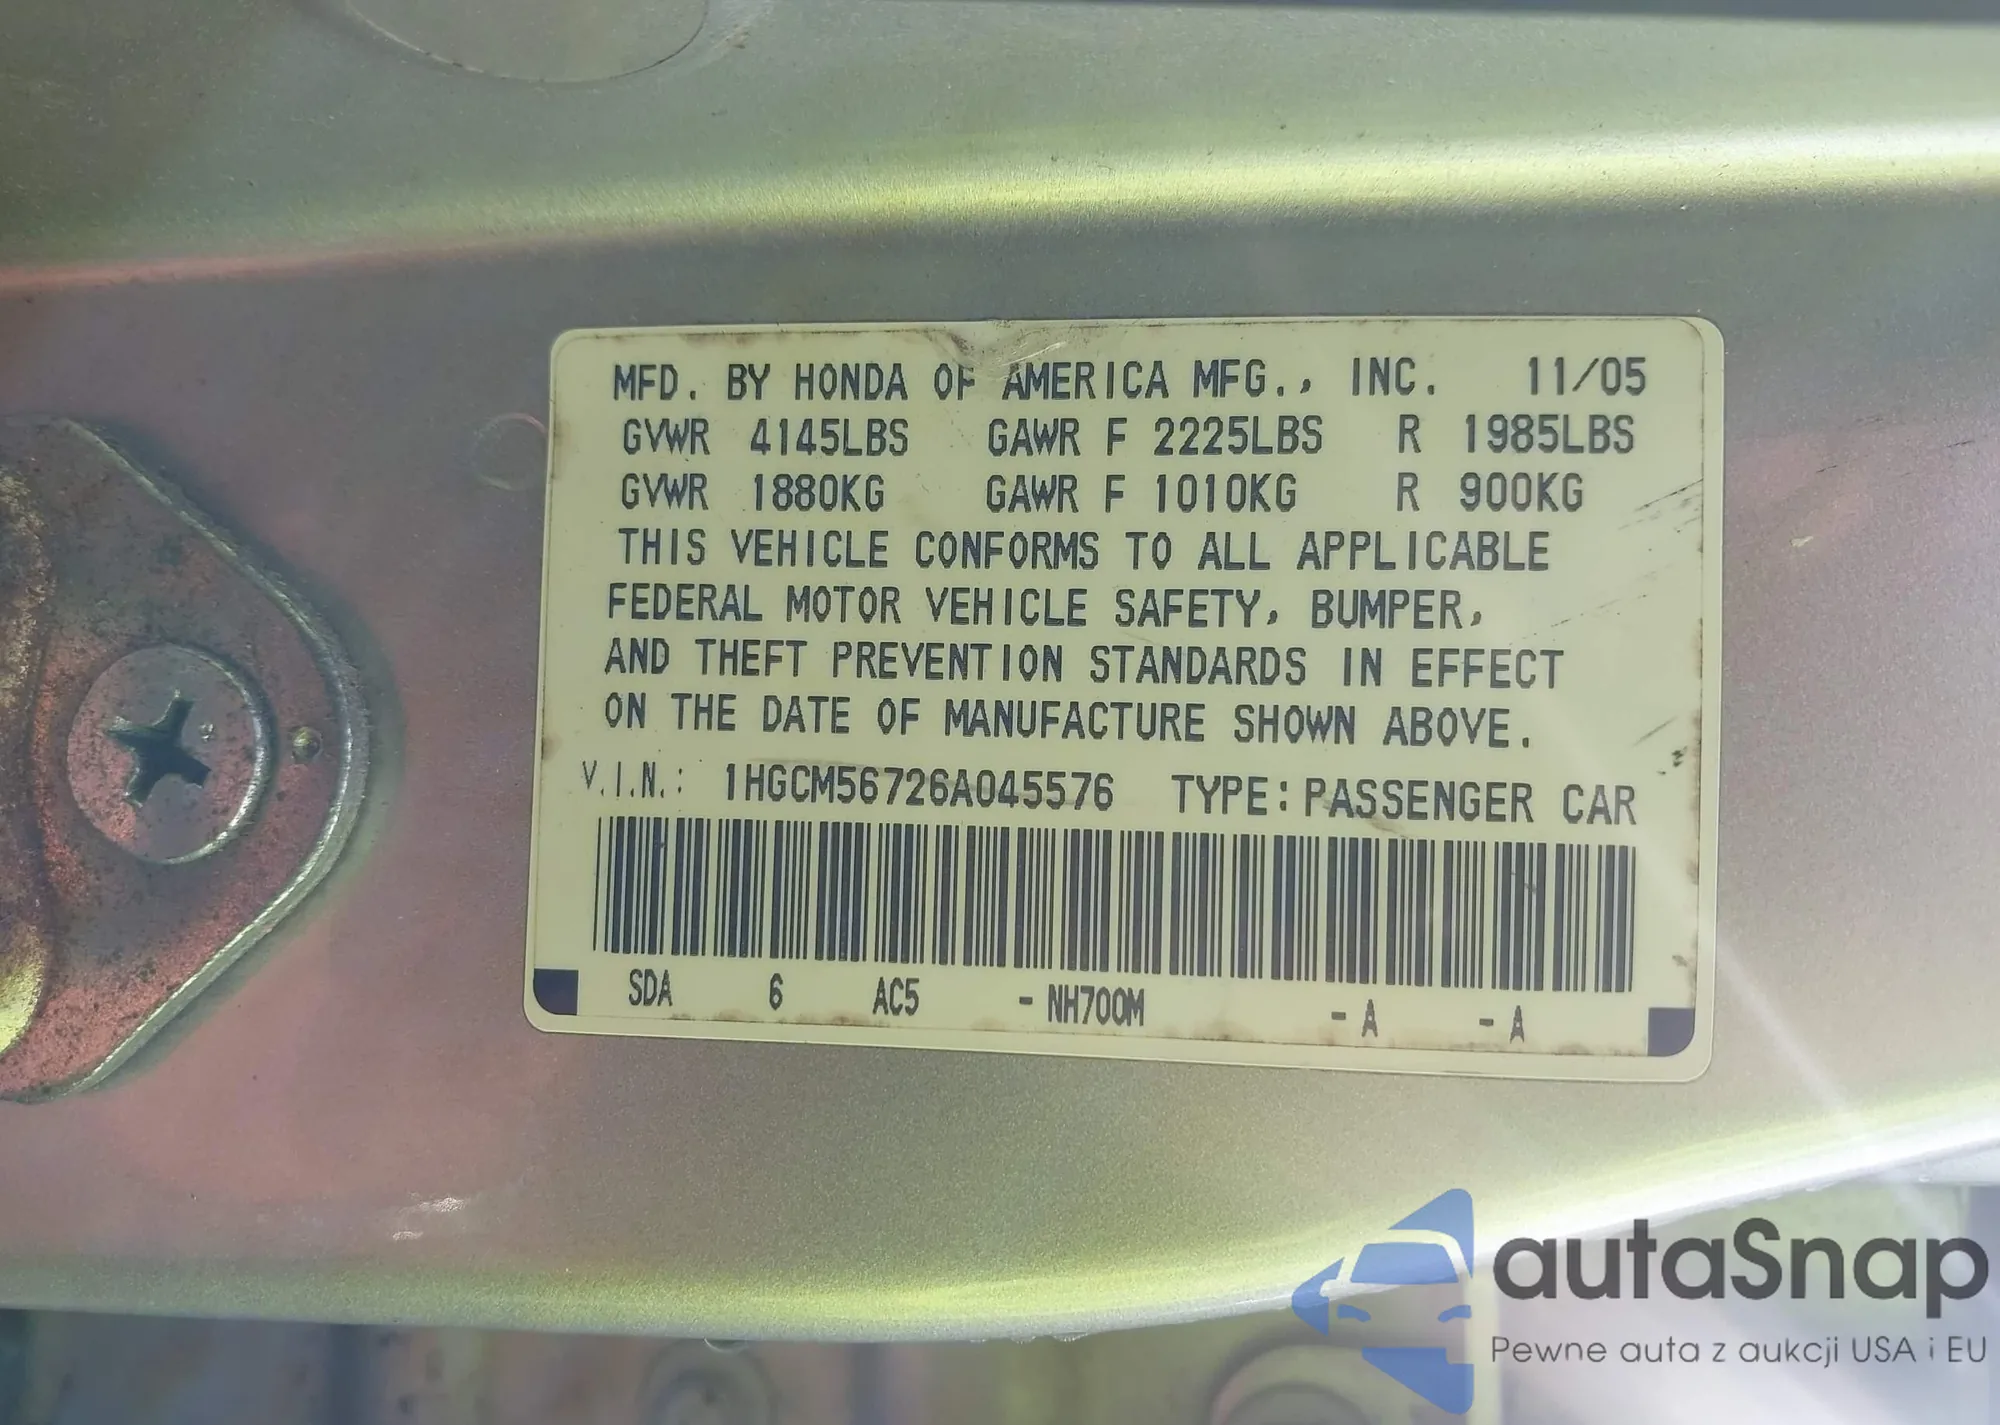 MFD. BY HONDA OF AMERICA MFG., INC. 11/05
GVWR 4145LBS GAWR F 2225LBS R 1985LBS
GVWR 1880KG GAWR F 1010KG R 900KG
THIS VEHICLE CONFORMS TO ALL APPLICABLE
FEDERAL MOTOR VEHICLE SAFETY, BUMPER,
AND THEFT PREVENTION STANDARDS IN EFFECT
ON THE DATE OF MANUFACTURE SHOWN ABOVE.
V.I.N.: 1HGCM56726A045576 TYPE: PASSENGER CAR
SDA 6 AC5 - NH700M - A - A
autaSnap
Pewne auta z aukcji USA i EU